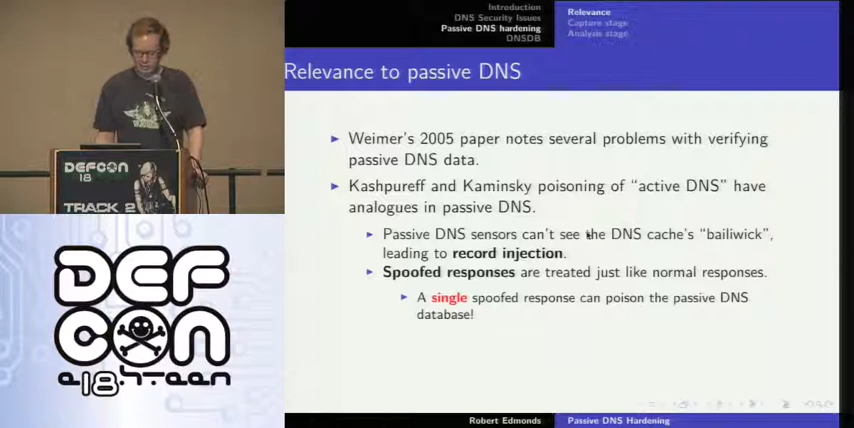 Introduction
DNS Security Issues
Passive DNS hardening
DNSDB
Relevance
Capture stage
Analysis stage
Relevance to passive DNS
Weimer's 2005 paper notes several problems with verifying
passive DNS data.
Kashpureff and Kaminsky poisoning of "active DNS" have
analogues in passive DNS.
Passive DNS sensors can't see the DNS cache's "bailiwick",
leading to record injection.
Spoofed responses are treated just like normal responses.
A single spoofed response can poison the passive DNS
database!
DEFCON
18
TRACK 2
DEF
CON
e18.hteen
Robert Edmonds
Passive DNS Hardening